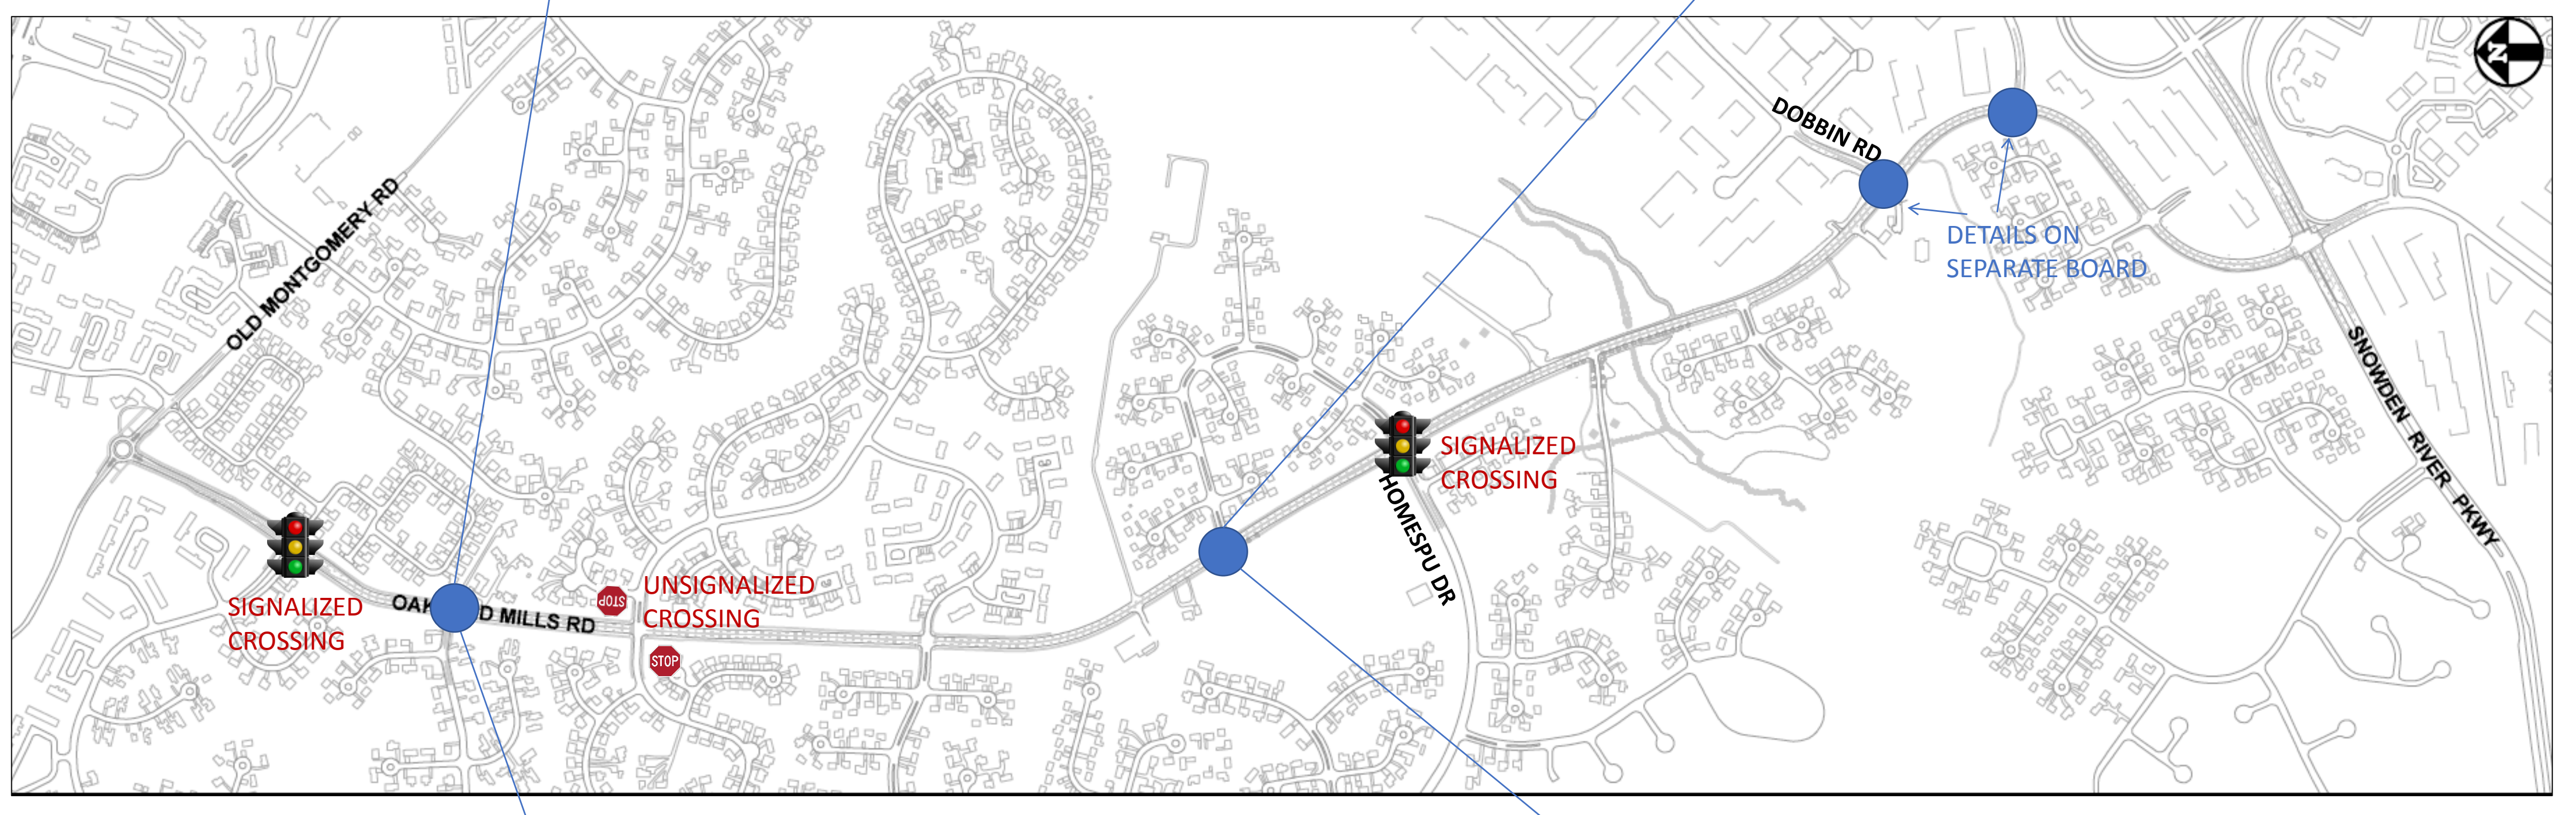 N
DOBBIN RD
OLD MONTGOMERY RD
DETAILS ON
SEPARATE BOARD
SNOWDEN RIVER PKWY
SIGNALIZED
CROSSING
HOMESPU DR
UNSIGNALIZED
CROSSING
STOP
STOP
SIGNALIZED
CROSSING
OAK D MILLS RD